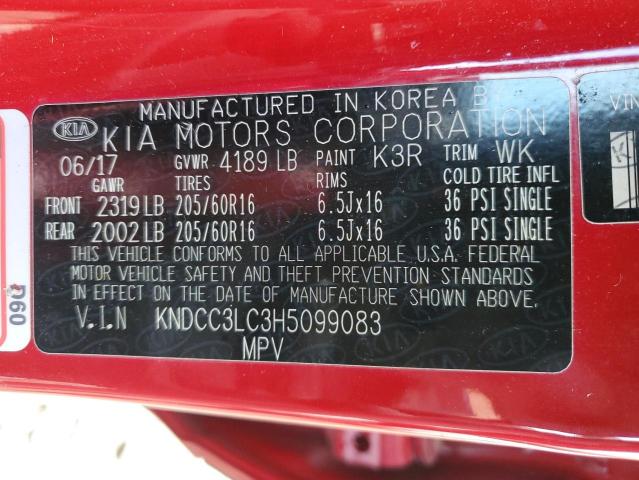 MANUFACTURED IN KOREA B
KIA KIA MOTORS CORPORATION
06/17 GVWR 4189 LB PAINT K3R TRIM WK
GAWR TIRES RIMS COLD TIRE INFL
FRONT 2319 LB 205/60R16 6.5Jx16 36 PSI SINGLE
REAR 2002 LB 205/60R16 6.5Jx16 36 PSI SINGLE
THIS VEHICLE CONFORMS TO ALL APPLICABLE U.S.A. FEDERAL
MOTOR VEHICLE SAFETY AND THEFT PREVENTION STANDARDS
IN EFFECT ON THE DATE OF MANUFACTURE SHOWN ABOVE.
V.I.N KNDCC3LC3H5099083
MPV
VIN